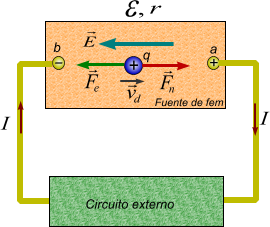 ℰ, r
b
a
E⃗
q
− +
F⃗e
v⃗d
F⃗n
Fuente de fem
I
I
Circuito externo